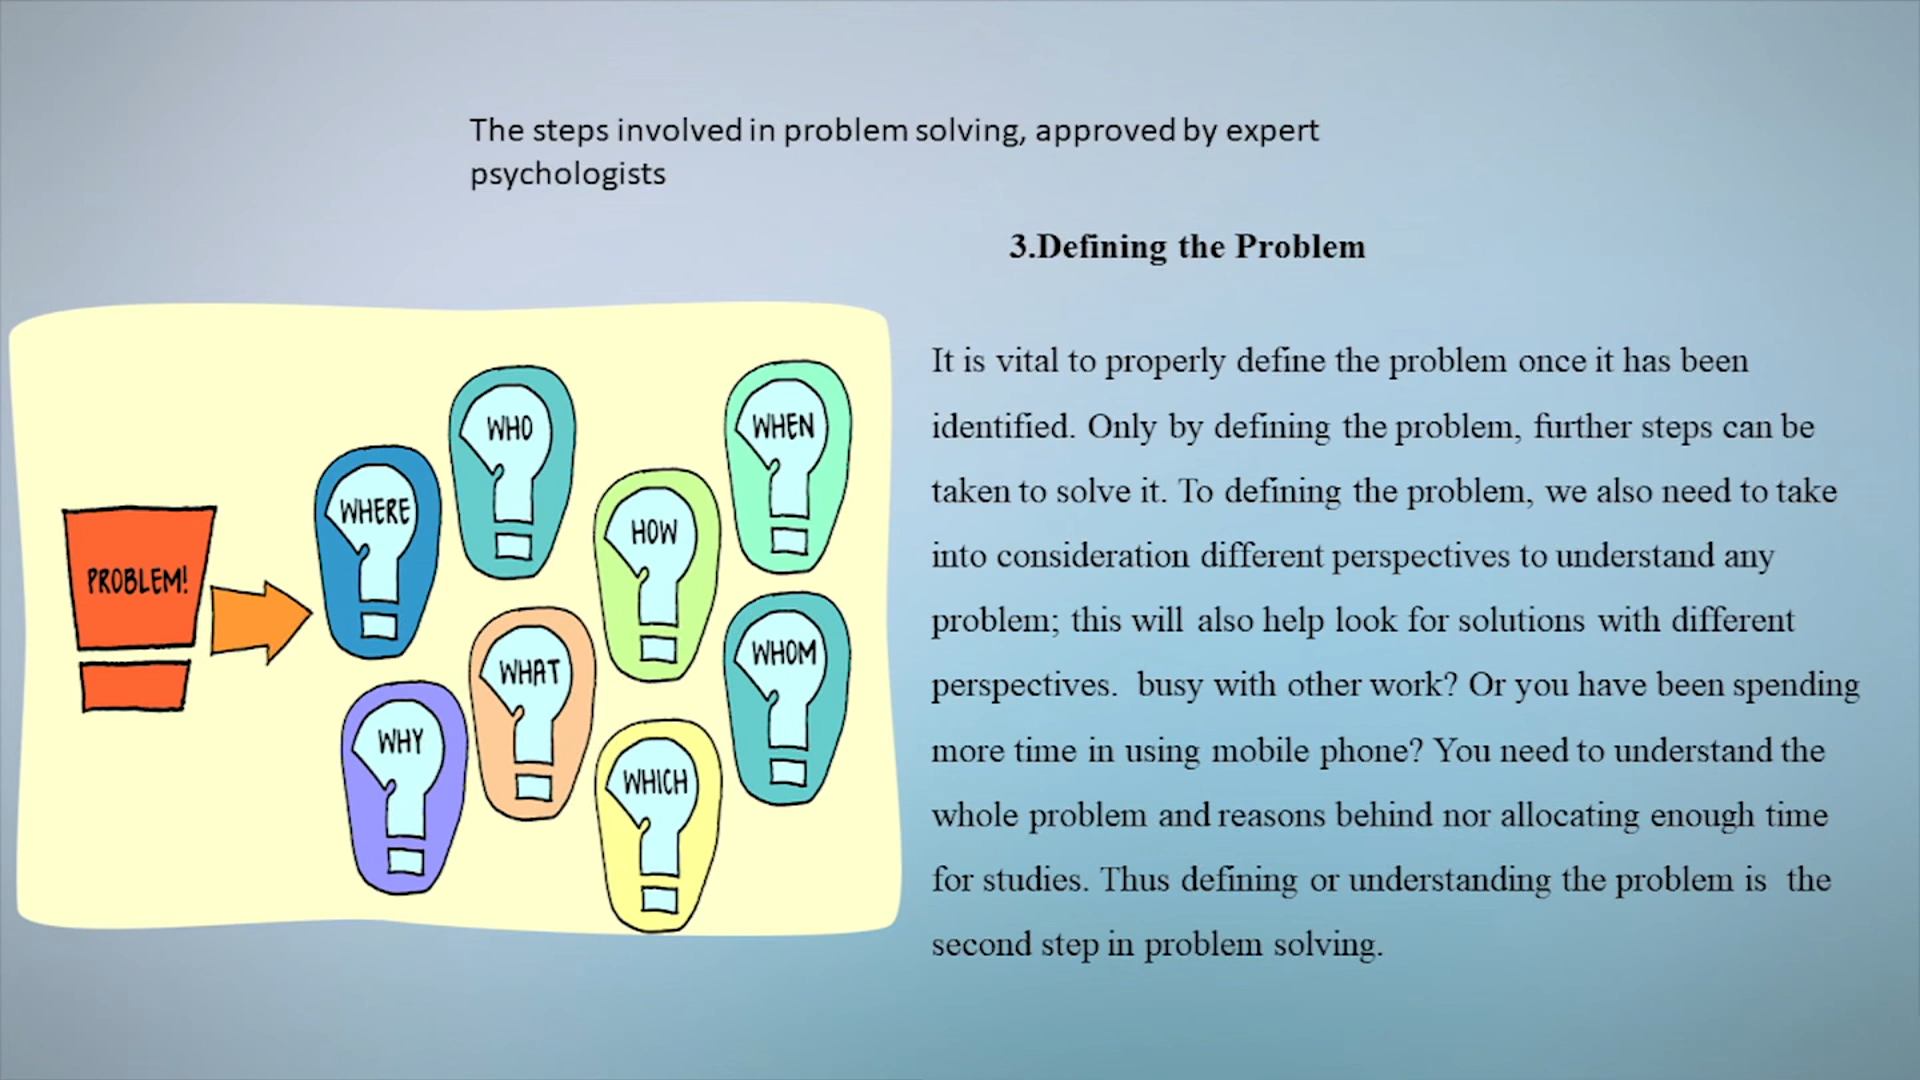 The steps involved in problem solving, approved by expert
psychologists
3.Defining the Problem
It is vital to properly define the problem once it has been
identified. Only by defining the problem, further steps can be
taken to solve it. To defining the problem, we also need to take
into consideration different perspectives to understand any
problem; this will also help look for solutions with different
perspectives.  busy with other work? Or you have been spending
more time in using mobile phone? You need to understand the
whole problem and reasons behind nor allocating enough time
for studies. Thus defining or understanding the problem is  the
second step in problem solving.
PROBLEM!
WHERE
WHO
HOW
WHEN
WHY
WHAT
WHICH
WHOM